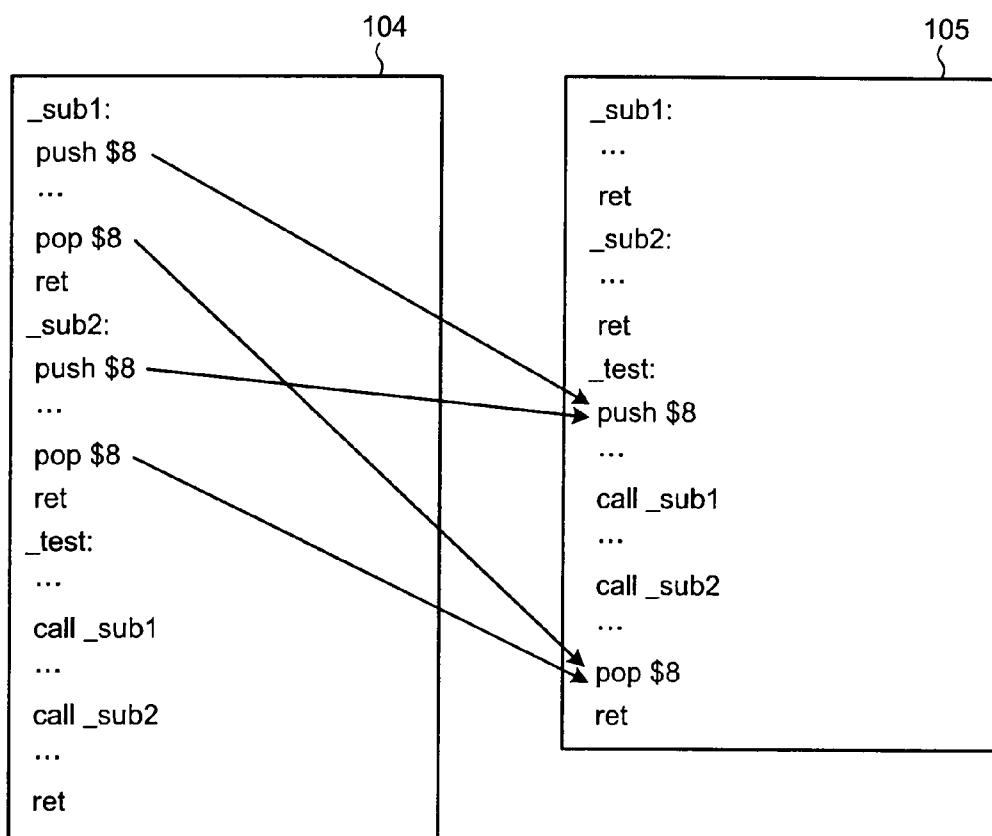 104
_sub1:
push $8
...
pop $8
ret
_sub2:
push $8
...
pop $8
ret
_test:
...
call _sub1
...
call _sub2
...
ret
105
_sub1:
...
ret
_sub2:
...
ret
_test:
push $8
...
call _sub1
...
call _sub2
...
pop $8
ret